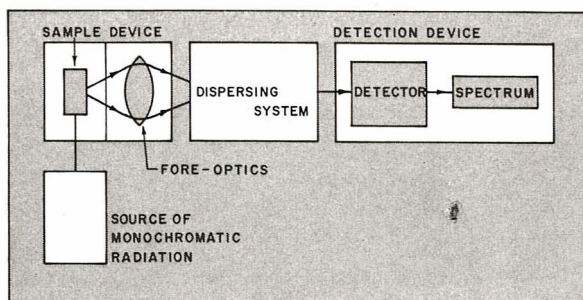 SAMPLE DEVICE
DETECTION DEVICE
DISPERSING
SYSTEM
DETECTOR
SPECTRUM
FORE-OPTICS
SOURCE OF
MONOCHROMATIC
RADIATION